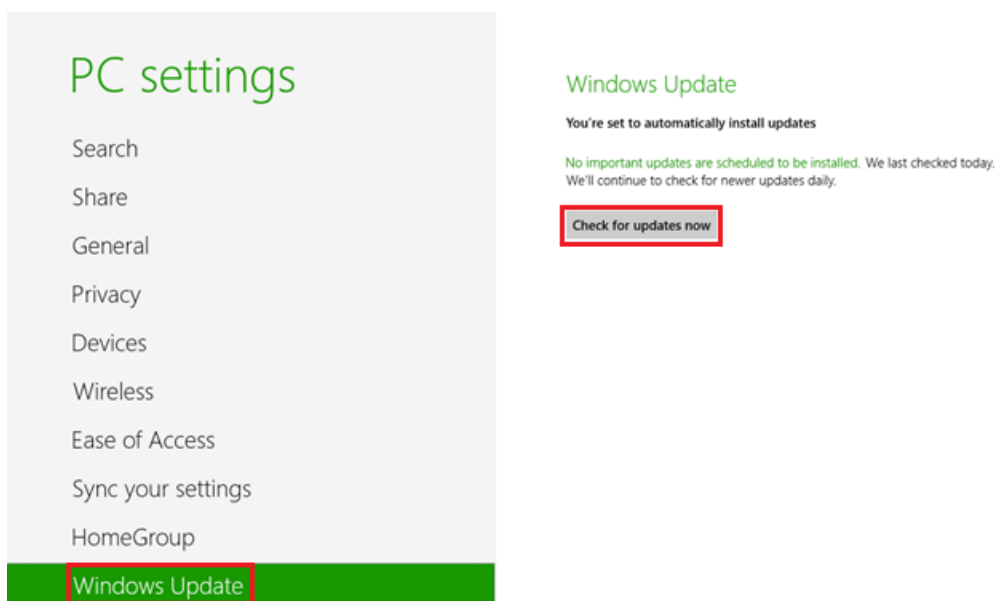 PC settings
Search
Share
General
Privacy
Devices
Wireless
Ease of Access
Sync your settings
HomeGroup
Windows Update
Windows Update
You're set to automatically install updates
No important updates are scheduled to be installed. We last checked today.
We'll continue to check for newer updates daily.
Check for updates now